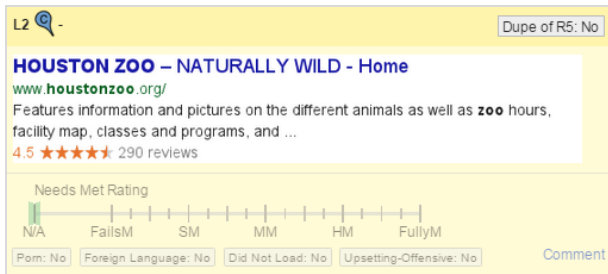 L2 C -
Dupe of R5: No
HOUSTON ZOO – NATURALLY WILD - Home
www.houstonzoo.org/
Features information and pictures on the different animals as well as zoo hours,
facility map, classes and programs, and ...
4.5 ★★★★★ 290 reviews
Needs Met Rating
N/A FailsM SM MM HM FullyM
Porn: No Foreign Language: No Did Not Load: No Upsetting-Offensive: No Comment